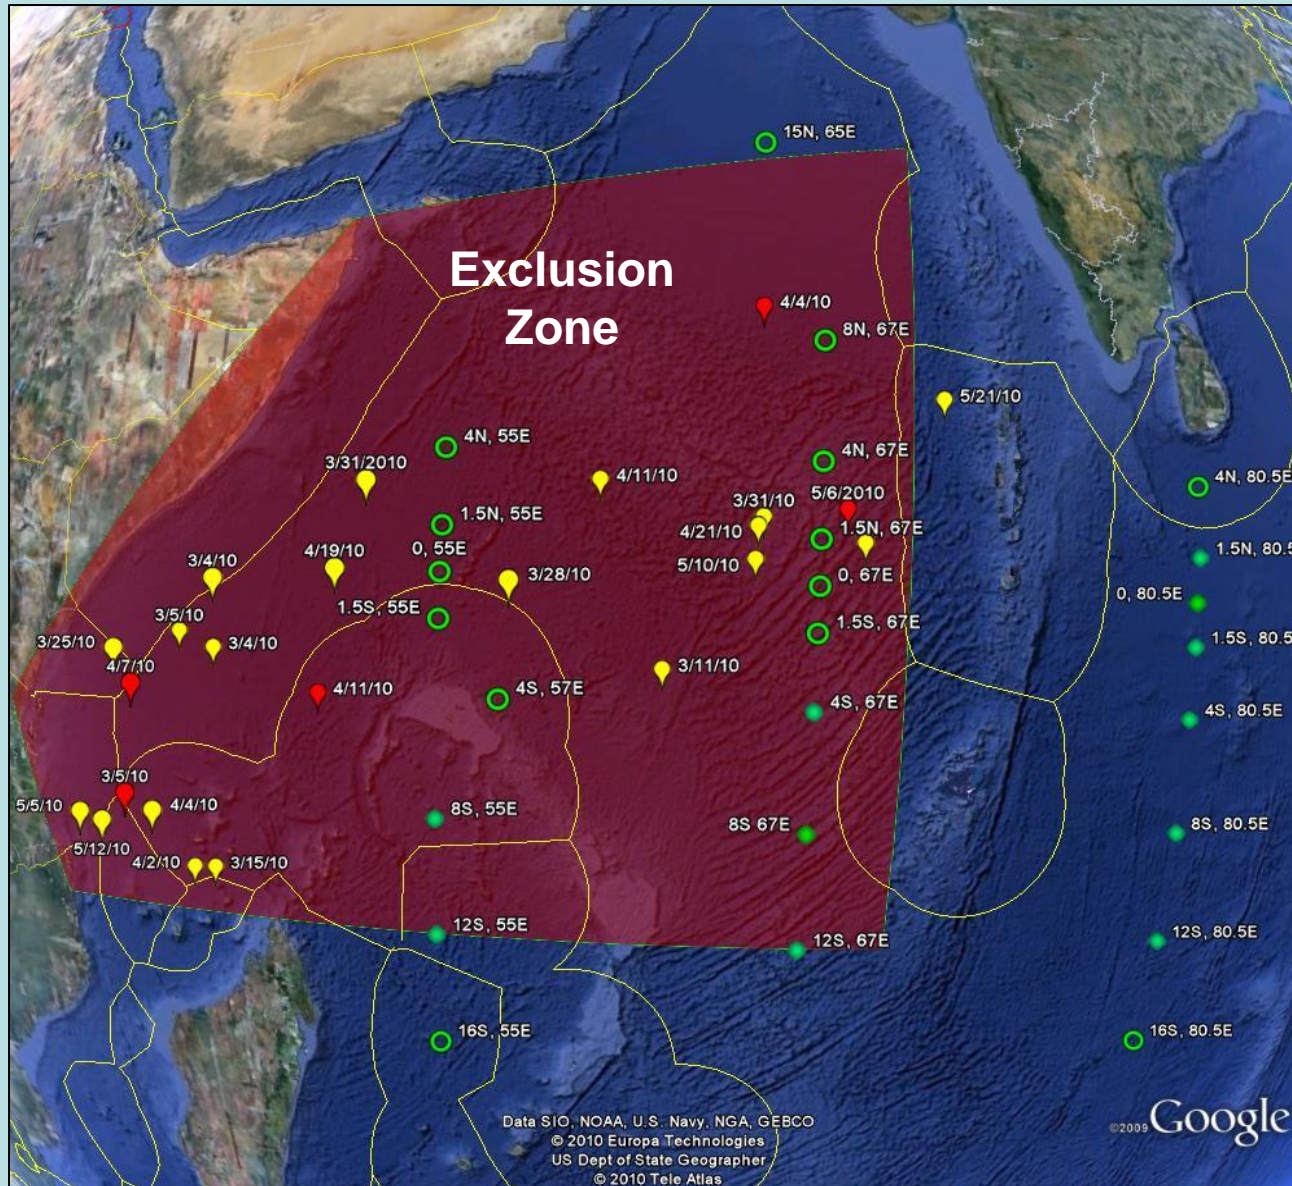 15N, 65E
Exclusion
Zone
4/4/10
8N, 67E
5/21/10
4N, 55E
4N, 67E
3/31/2010
4/11/10
4N, 80.5E
3/31/10
5/6/2010
1.5N, 55E
4/21/10
1.5N, 67E
0, 55E
4/19/10
1.5N, 80.5
3/4/10
5/10/10
3/28/10
0, 67E
0, 80.5E
1.5S, 55E
3/5/10
1.5S, 67E
3/25/10
3/4/10
1.5S, 80.5
4/7/10
3/11/10
4/11/10
4S, 57E
4S, 67E
4S, 80.5E
3/5/10
5/5/10
4/4/10
8S, 55E
8S 67E
8S, 80.5E
5/12/10
4/2/10
3/15/10
12S, 55E
12S, 67E
12S, 80.5E
16S, 55E
16S, 80.5E
Data SIO, NOAA, U.S. Navy, NGA, GEBCO
© 2010 Europa Technologies
US Dept of State Geographer
© 2010 Tele Atlas
©2009 Google